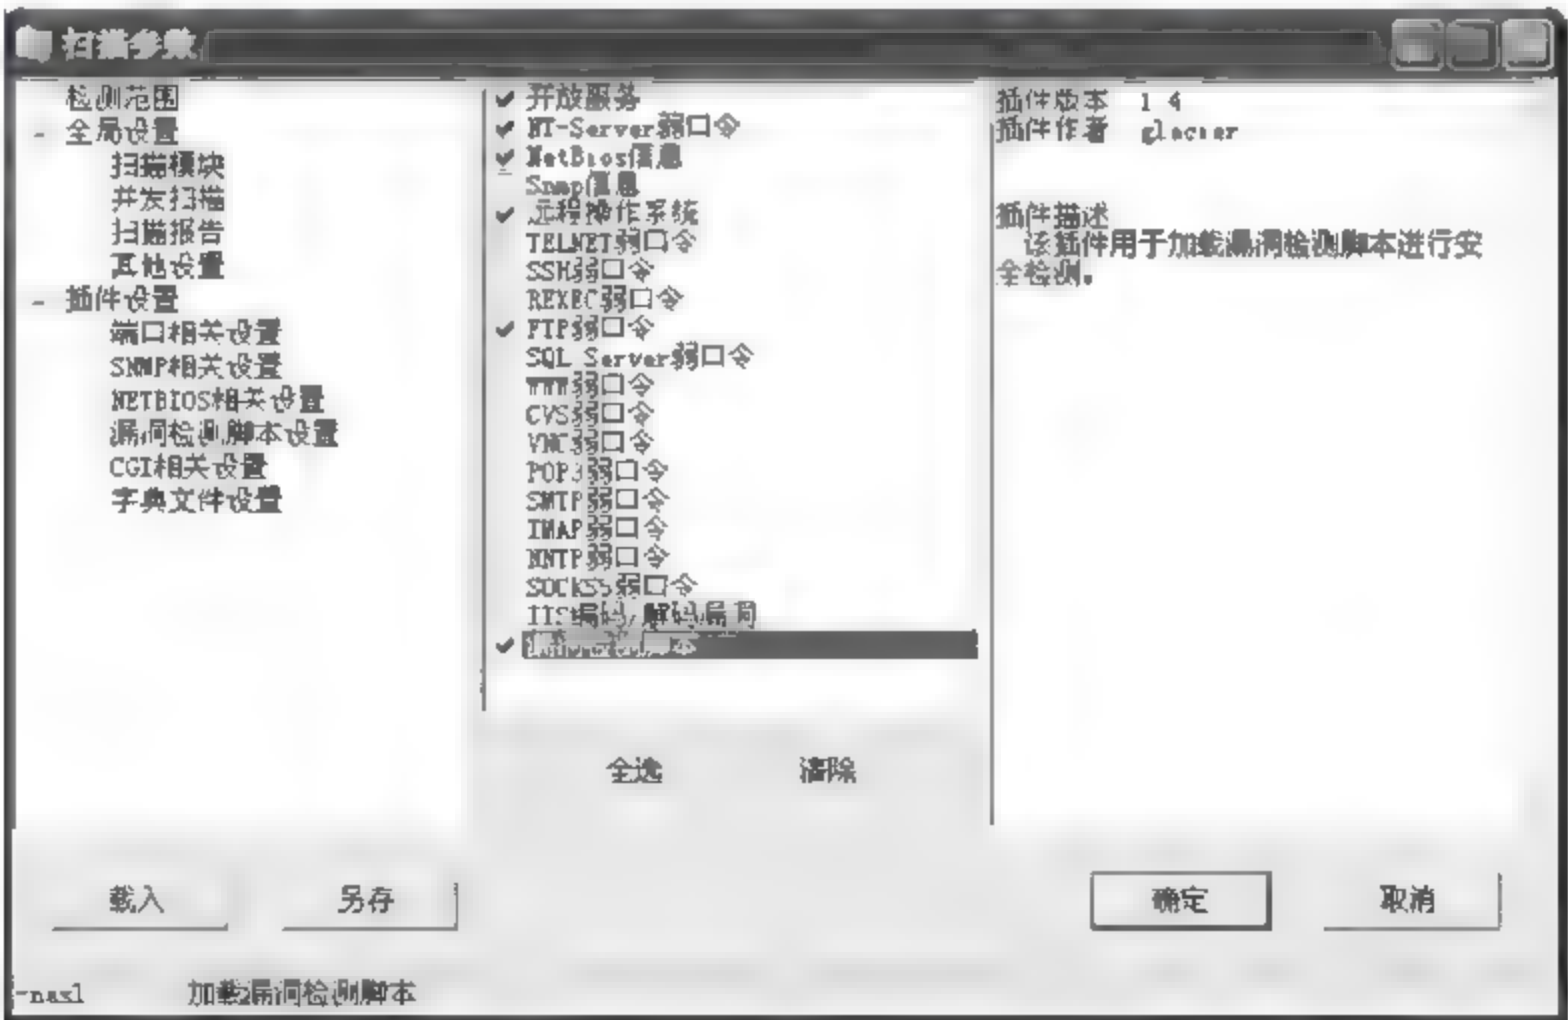 扫描参数
检测范围
- 全局设置
扫描模块
并发扫描
扫描报告
其他设置
- 插件设置
端口相关设置
SNMP相关设置
NETBIOS相关设置
漏洞检测脚本设置
CGI相关设置
字典文件设置
开放服务
NT-Server弱口令
NetBios信息
Snmp信息
远程操作系统
TELNET弱口令
SSH弱口令
REXEC弱口令
FTP弱口令
SQL Server弱口令
WWW弱口令
CVS弱口令
VNC弱口令
POP3弱口令
SMTP弱口令
IMAP弱口令
NNTP弱口令
SOCKS5弱口令
IIS编码/解码漏洞
漏洞检测脚本
全选 清除
插件版本 1 4
插件作者 glacier
插件描述
该插件用于加载漏洞检测脚本进行安
全检测。
载入 另存 确定 取消
-nasl 加载漏洞检测脚本